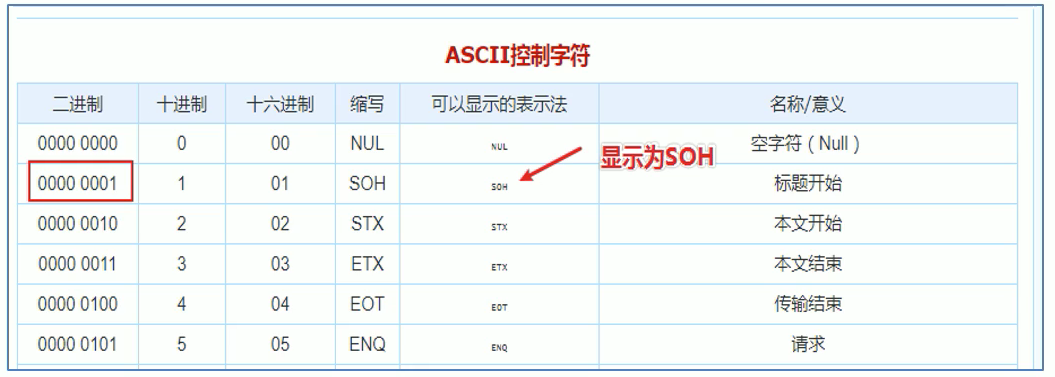 ASCII控制字符
二进制 十进制 十六进制 缩写 可以显示的表示法 名称/意义
0000 0000 0 00 NUL NUL 空字符 ( Null )
显示为SOH
0000 0001 1 01 SOH SOH 标题开始
0000 0010 2 02 STX STX 本文开始
0000 0011 3 03 ETX ETX 本文结束
0000 0100 4 04 EOT EOT 传输结束
0000 0101 5 05 ENQ ENQ 请求